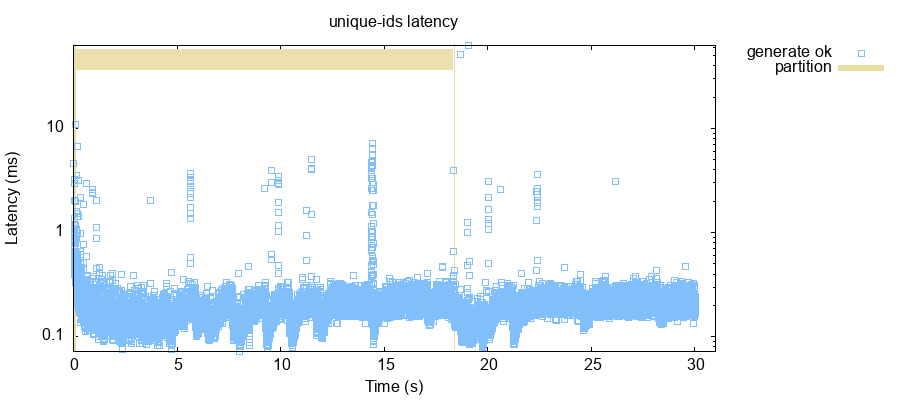 unique-ids latency
generate ok
partition
10
1
0.1
Latency (ms)
0
5
10
15
20
25
30
Time (s)